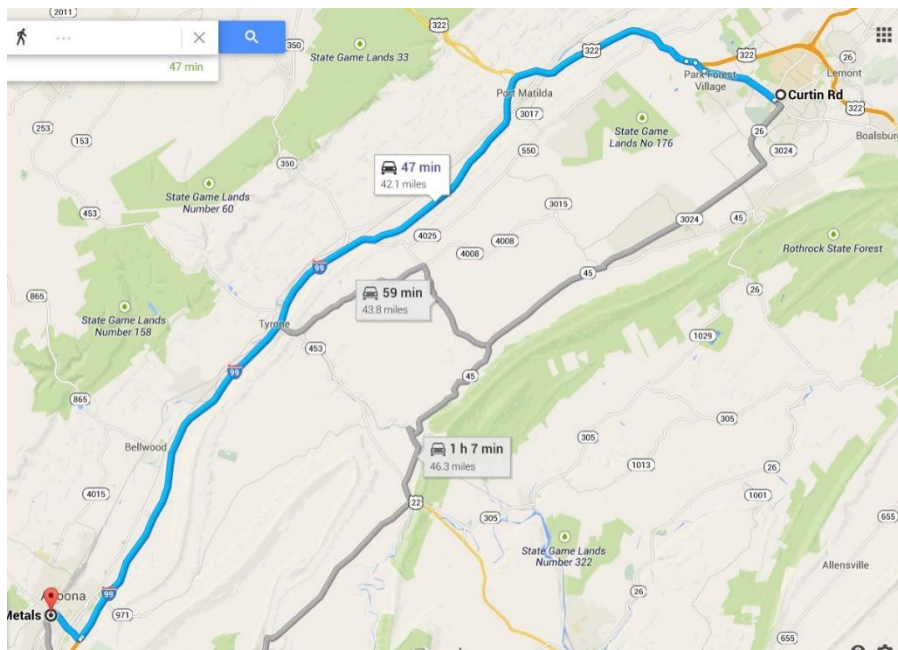 2011
...
47 min
350
State Game Lands 33
322
322
Port Matilda
Park Forest
Village
322
26
Lemont
322
Curtin Rd
Boalsburg
26
3024
3017
550
State Game
Lands No 176
253
153
350
State Game Lands
Number 60
453
47 min
42.1 miles
4025
4008
4008
3015
3024
45
45
Rothrock State Forest
26
99
59 min
43.8 miles
865
State Game Lands
Number 158
Tyrone
453
1029
99
45
865
Bellwood
4015
1 h 7 min
46.3 miles
22
305
305
305
1013
26
1001
655
State Game Lands
Number 322
Allensville
Metals
99
971
26
655